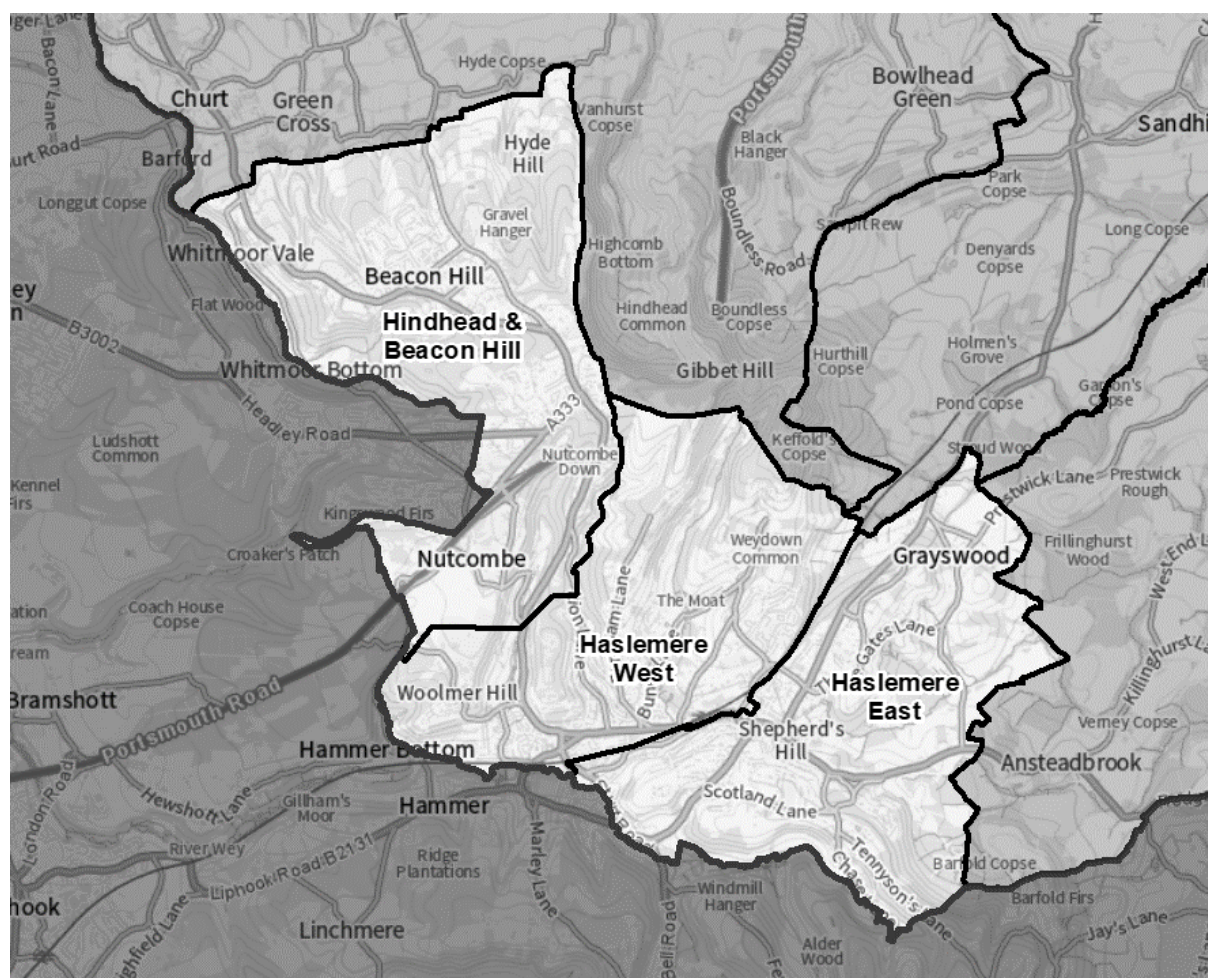 Bacon Lane
Hyde Copse
Portsmouth
Bowlhead
Green
Churt
Green
Cross
Vanhurst
Copse
Sandhi
Hyde
Hill
Black
Hanger
Barford
Park
Copse
Longgut Copse
Gravel
Hanger
Boundless Road
Sawpit Rew
Long Copse
Whitmoor Vale
Highcomb
Bottom
Denyards
Copse
Beacon Hill
Flat Wood
Hindhead
Common
Boundless
Copse
B3002
Hindhead &
Beacon Hill
Holmen's
Grove
Whitmoor Bottom
Gibbet Hill
Hurthill
Copse
Pond Copse
Headley Road
A333
Ludshott
Common
Keffold's
Copse
Stroud Wood
Nutcombe
Down
Prestwick Lane
Prestwick
Rough
Kennel
Firs
Croaker's Patch
Nutcombe
Weydown
Common
Grayswood
Frillinghurst
Wood
West End L
Coach House
Copse
The Moat
Haslemere
West
Haslemere
East
Killinghurst La
Bramshott
Portsmouth Road
Woolmer Hill
Verney Copse
Shepherd's
Hill
Hammer Bottom
Ansteadbrook
London Road
Hewshott Lane
Gillham's
Moor
Hammer
Scotland Lane
River Wey
Liphook Road B2131
Ridge
Plantations
Marley Lane
Tennyson's Lane
Barfold Copse
Windmill
Hanger
Barfold Firs
hook
Linchmere
Bell Road
Alder
Wood
Jay's Lane